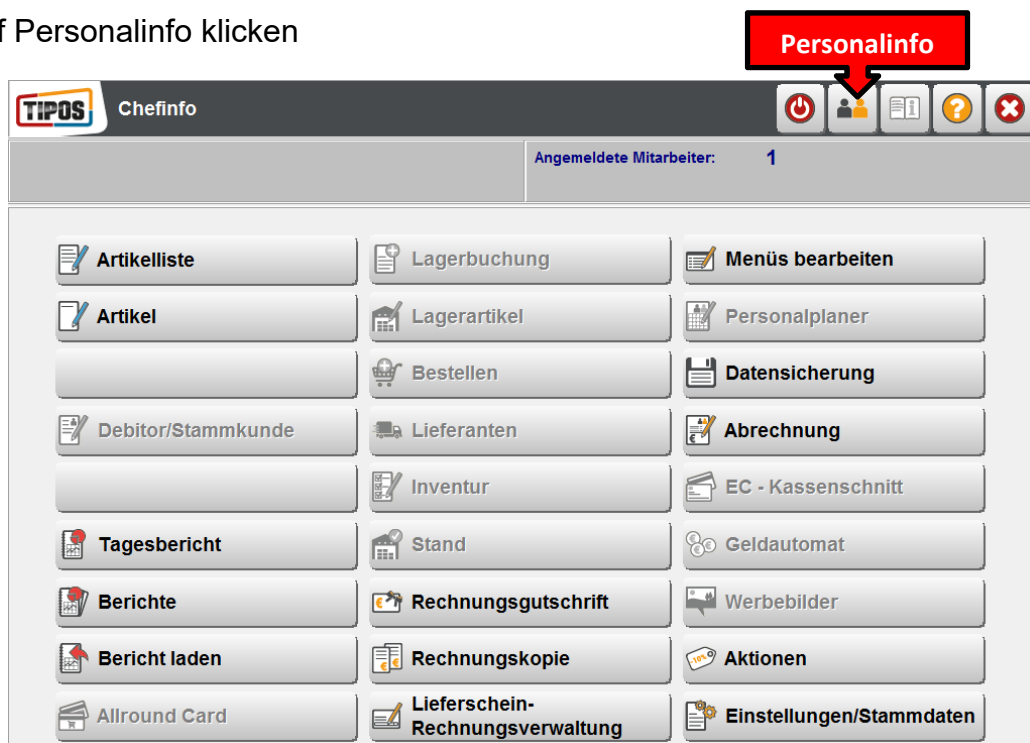 f Personalinfo klicken
Personalinfo
TIPOS Chefinfo
Angemeldete Mitarbeiter: 1
Artikelliste Lagerbuchung Menüs bearbeiten
Artikel Lagerartikel Personalplaner
Bestellen Datensicherung
Debitor/Stammkunde Lieferanten Abrechnung
Inventur EC - Kassenschnitt
Tagesbericht Stand Geldautomat
Berichte Rechnungsgutschrift Werbebilder
Bericht laden Rechnungskopie -10% Aktionen
Allround Card Lieferschein-
Rechnungsverwaltung Einstellungen/Stammdaten